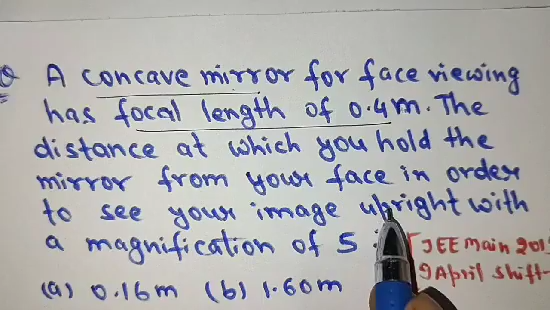 Q A concave mirror for face viewing
has focal length of 0.4m. The
distance at which you hold the
mirror from your face in order
to see your image upright with
a magnification of 5 :
[JEE Main
9 April shift-
(a) 0.16m (b) 1.60m